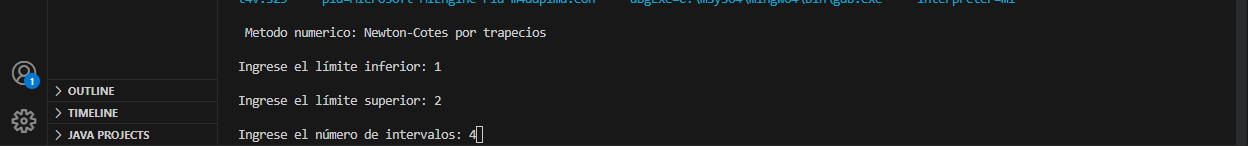 Metodo numerico: Newton-Cotes por trapecios
Ingrese el límite inferior: 1
1
OUTLINE
Ingrese el límite superior: 2
TIMELINE
JAVA PROJECTS
Ingrese el número de intervalos: 4